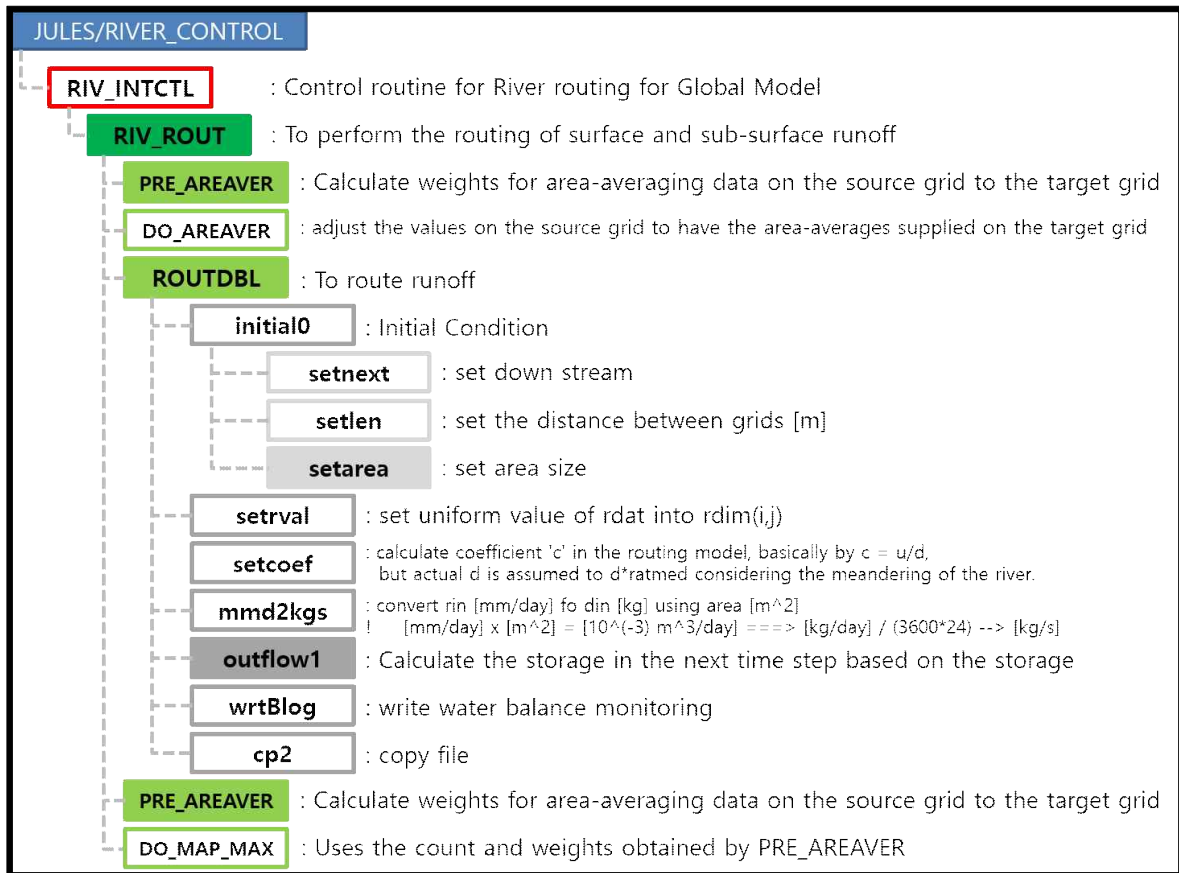 JULES/RIVER_CONTROL
RIV_INTCTL : Control routine for River routing for Global Model
RIV_ROUT : To perform the routing of surface and sub-surface runoff
PRE_AREAVER : Calculate weights for area-averaging data on the source grid to the target grid
DO_AREAVER : adjust the values on the source grid to have the area-averages supplied on the target grid
ROUTDBL : To route runoff
initial0 : Initial Condition
setnext : set down stream
setlen : set the distance between grids [m]
setarea : set area size
setrval : set uniform value of rdat into rdim(i,j)
setcoef : calculate coefficient 'c' in the routing model, basically by c = u/d,
but actual d is assumed to d*ratmed considering the meandering of the river.
mmd2kgs : convert rin [mm/day] fo din [kg] using area [m^2]
! [mm/day] x [m^2] = [10^(-3) m^3/day] ===> [kg/day] / (3600*24) --> [kg/s]
outflow1 : Calculate the storage in the next time step based on the storage
wrtBlog : write water balance monitoring
cp2 : copy file
PRE_AREAVER : Calculate weights for area-averaging data on the source grid to the target grid
DO_MAP_MAX : Uses the count and weights obtained by PRE_AREAVER